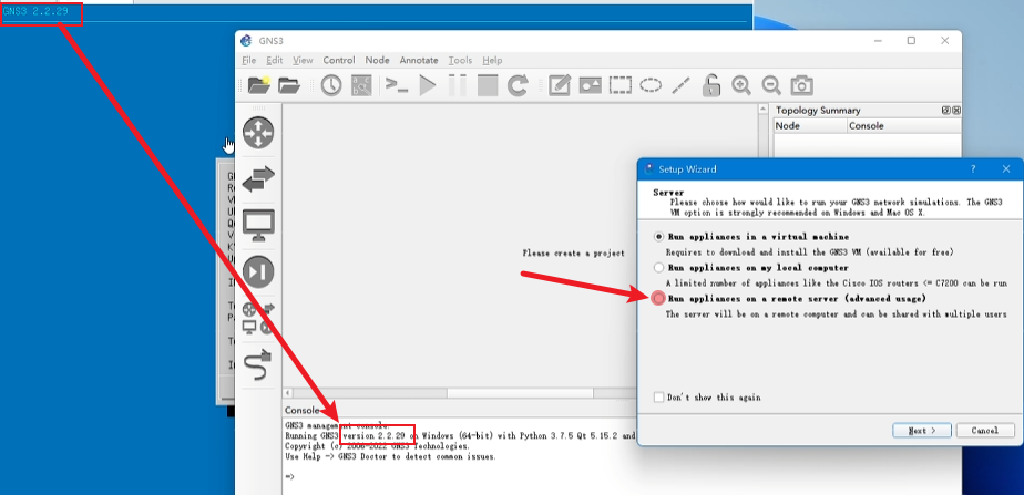 GNS3 2.2.29
GNS3
File Edit View Control Node Annotate Tools Help
Topology Summary
Node Console
Setup Wizard
Server
Please choose how would like to run your GNS3 network simulations. The GNS3
VM option is strongly recommended on Windows and Mac OS X.
Run appliances in a virtual machine
Requires to download and install the GNS3 VM (available for free)
Run appliances on my local computer
A limited number of appliances like the Cisco IOS routers (<= C7200 can be run
Run appliances on a remote server (advanced usage)
The server will be on a remote computer and can be shared with multiple users
Please create a project
Don't show this again
Next >
Cancel
Console
GNS3 management console.
Running GNS3 version 2.2.29 on Windows (64-bit) with Python 3.7.5 Qt 5.15.2 and
Copyright (c) 2006-2022 GNS3 Technologies.
Use Help -> GNS3 Doctor to detect common issues.
=>